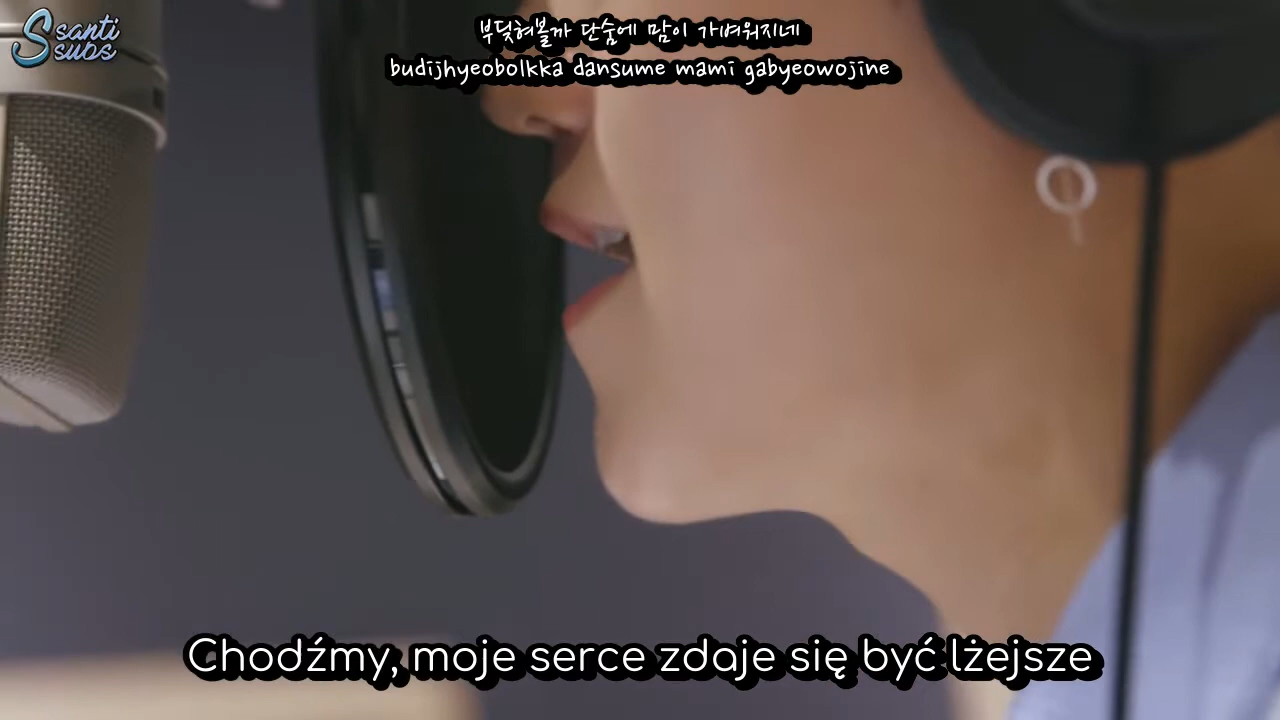 Ssanti
subs
부딪혀볼까 단숨에 맘이 가벼워지네
budijhyeobolkka dansume mami gabyeowojine
Chodźmy, moje serce zdaje się być lżejsze